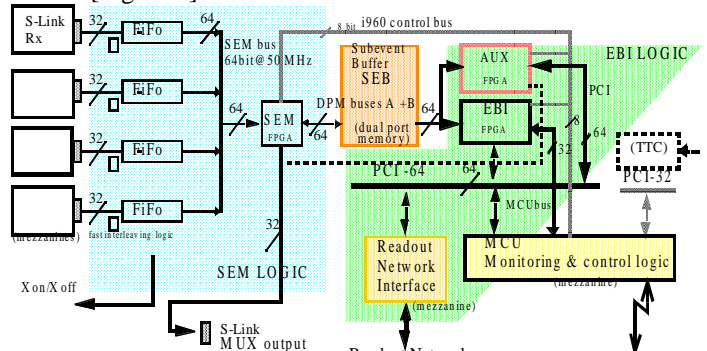 S-Link
Rx
32
FiFo
64
SEM bus
64bit@50 MHz
8 bit
i960 control bus
Subevent
Buffer
SEB
DPM buses A +B
(dual port
memory)
EBI LOGIC
AUX
FPGA
PCI
32
FiFo
64
SEM
FPGA
64
64
EBI
FPGA
8
64
32
(TTC)
PCI-32
32
FiFo
PCI -64
64
MCUbus
32
FiFo
(mezzanines)
fast interleaving logic
32
SEM LOGIC
Readout
Network
Interface
(mezzanine)
MCU
Monitoring & control logic
(mezzanine)
X on/X off
S-Link
MUX output